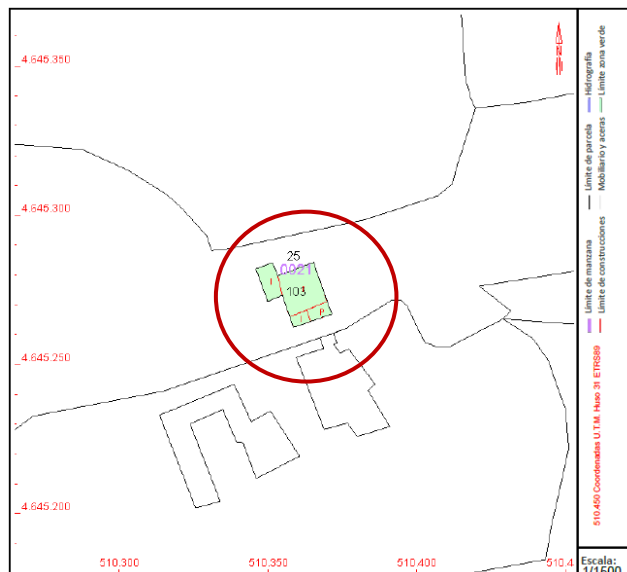 4.645.350
4.645.300
4.645.250
4.645.200
25
0021
103
I
I
I
P
510.300
510.350
510.400
510.4
Límite de manzana
Límite de parcela
Hidrografía
Límite de construcciones
Mobiliario y aceras
Límite zona verde
510.450 Coordenadas U.T.M. Huso 31 ETRS89
Escala:
1/1500